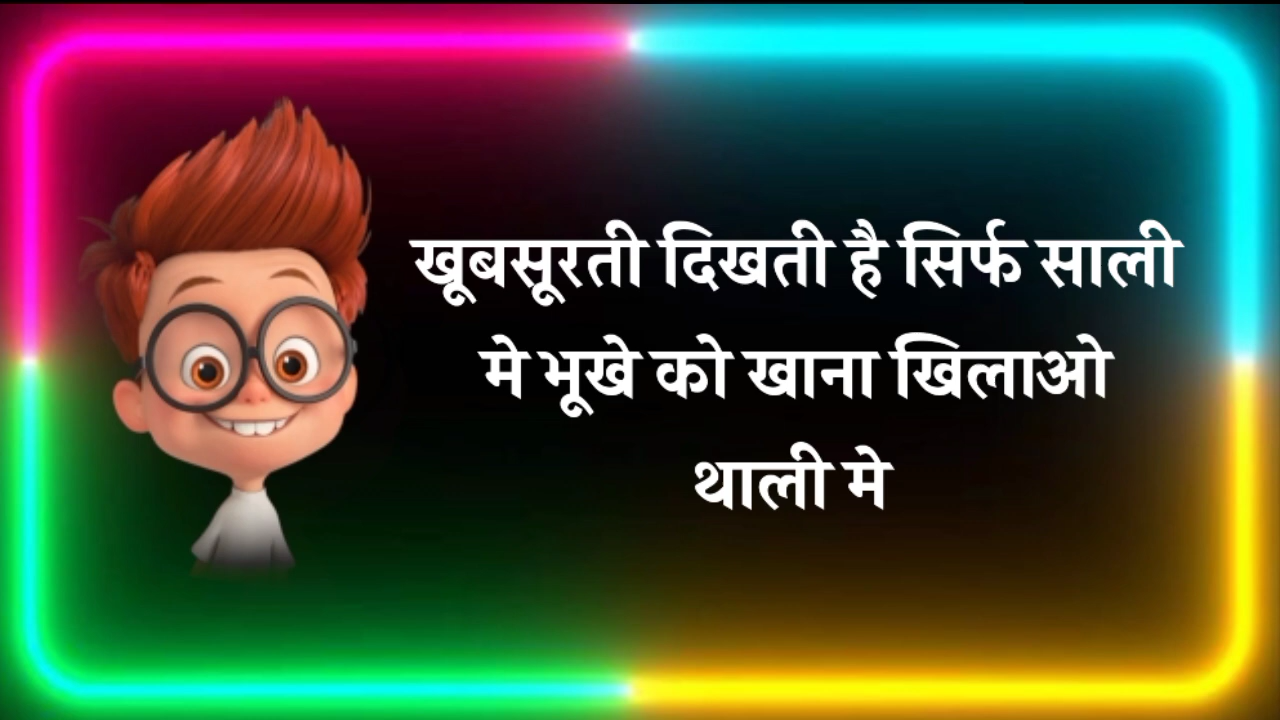 खूबसूरती दिखती है सिर्फ साली
मे भूखे को खाना खिलाओ
थाली मे